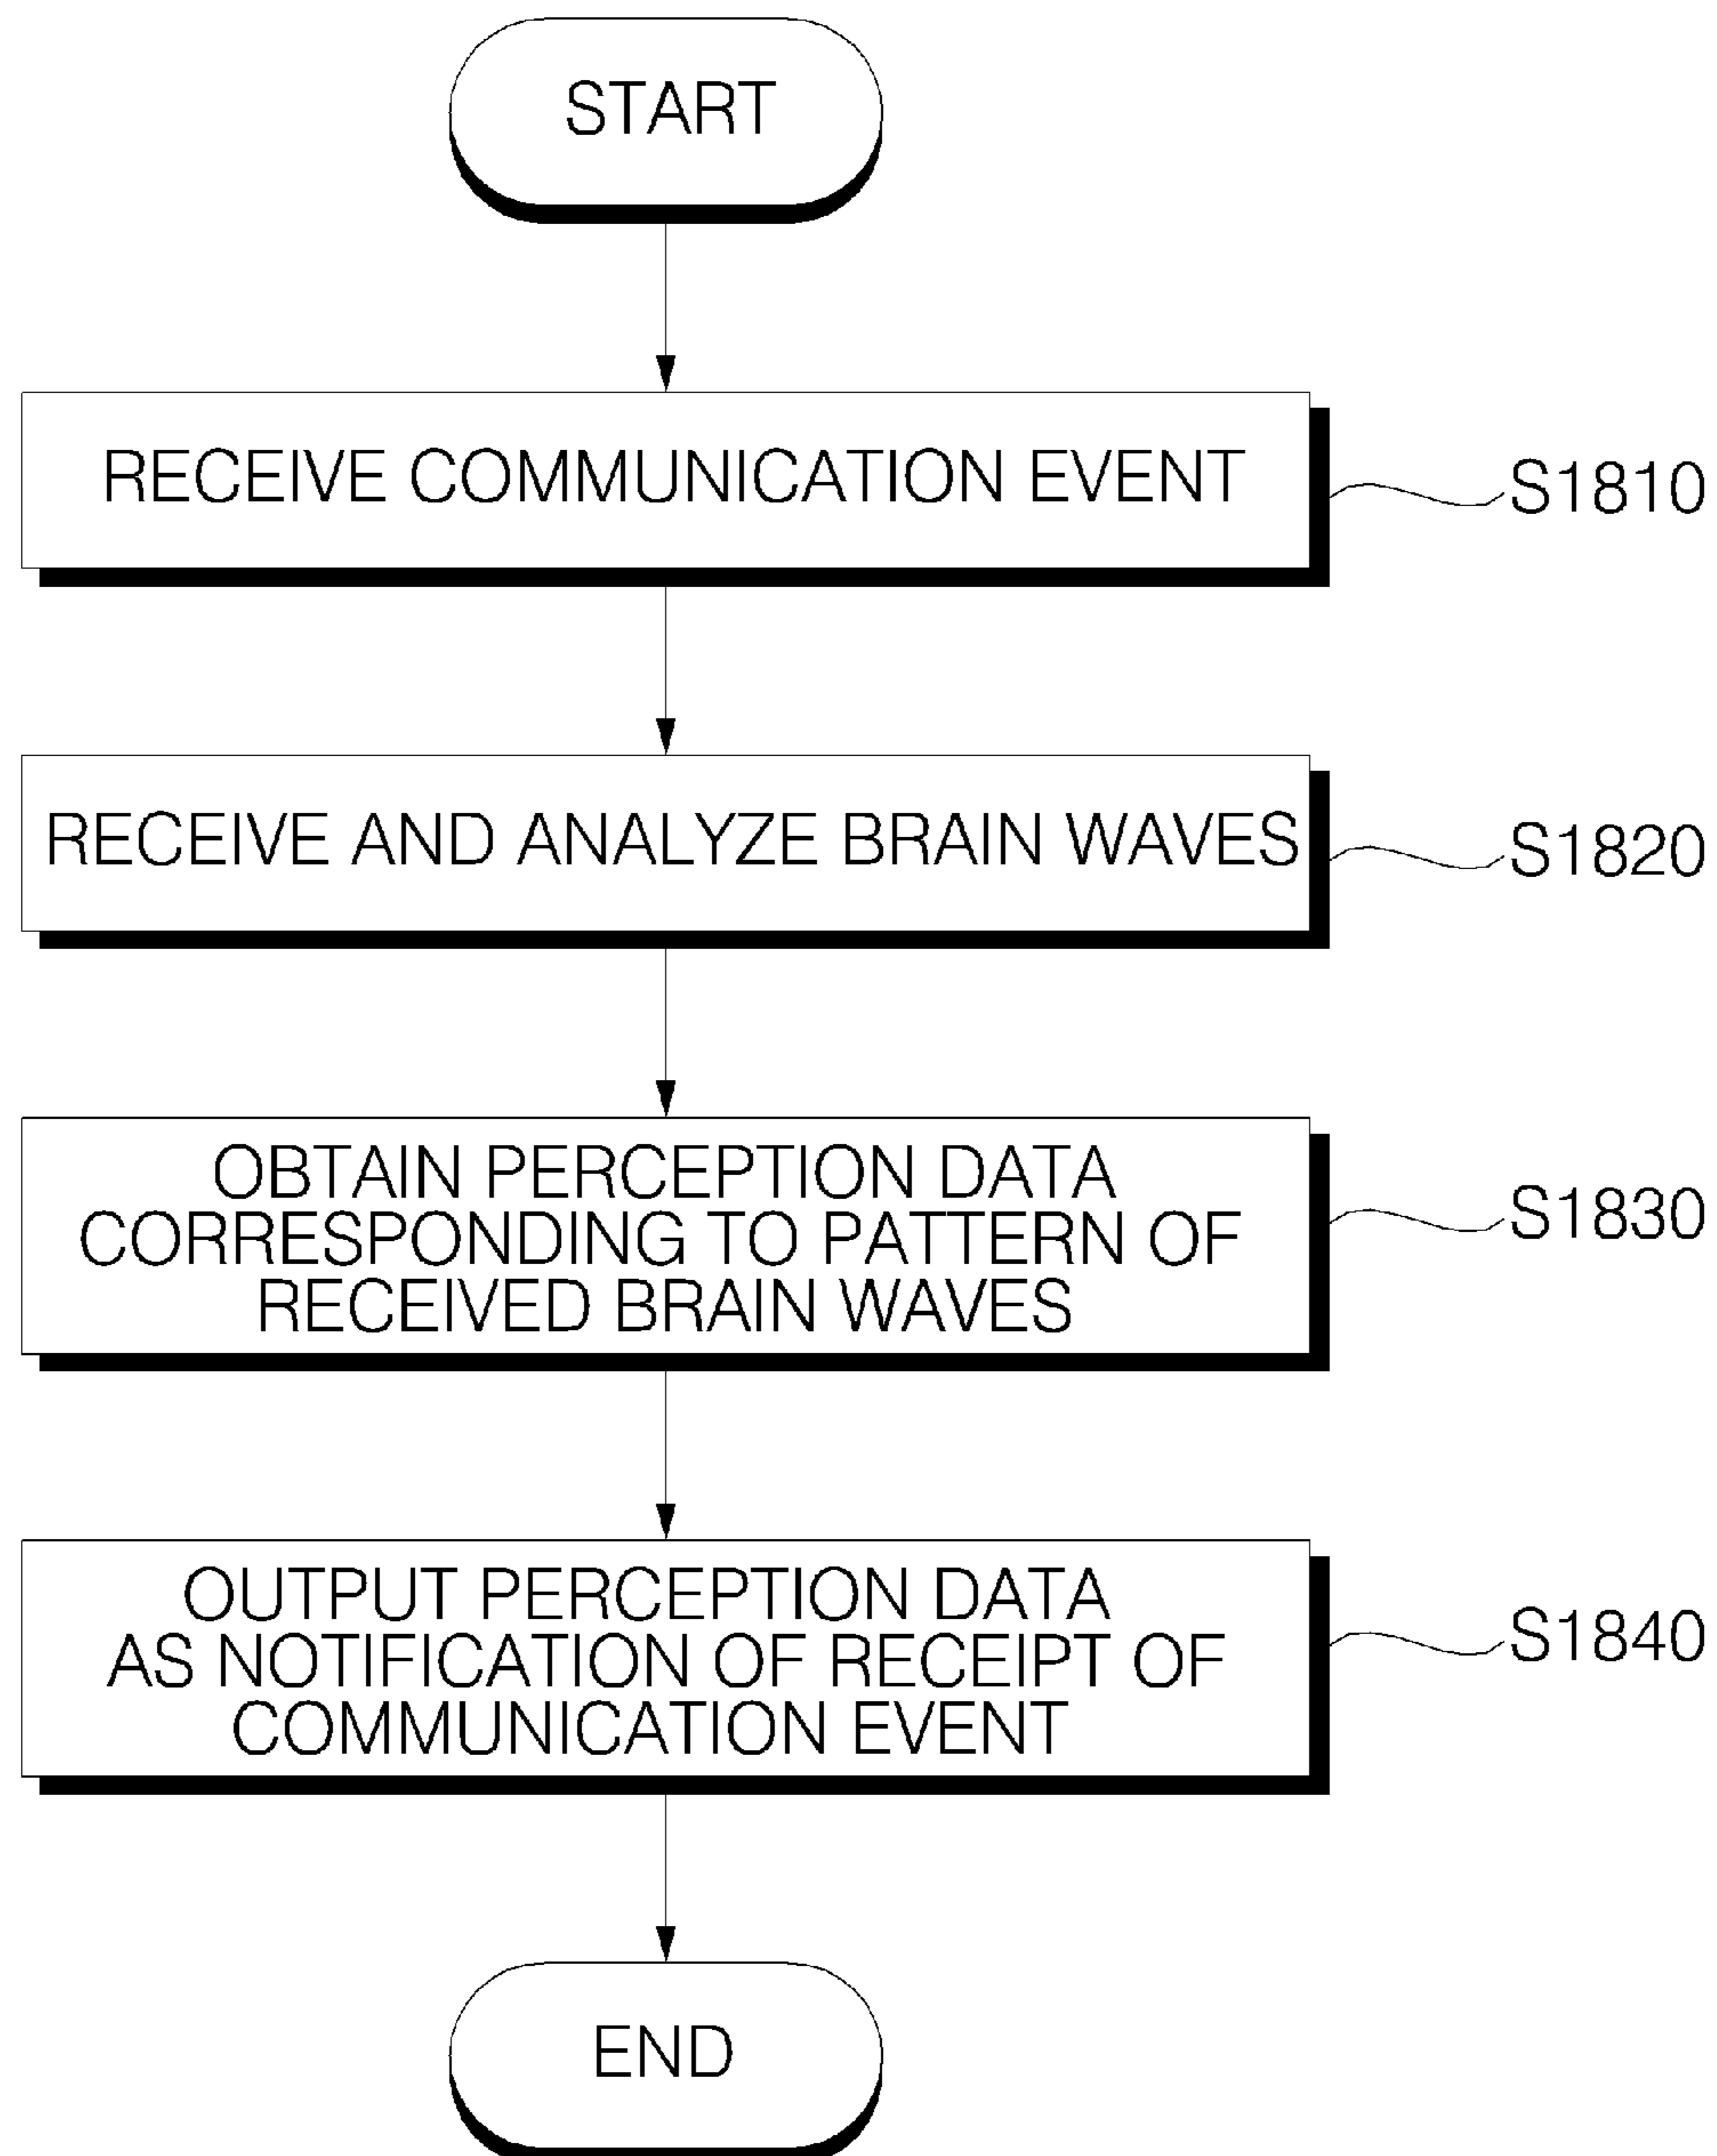 START
RECEIVE COMMUNICATION EVENT
S1810
RECEIVE AND ANALYZE BRAIN WAVES
S1820
OBTAIN PERCEPTION DATA
CORRESPONDING TO PATTERN OF
RECEIVED BRAIN WAVES
S1830
OUTPUT PERCEPTION DATA
AS NOTIFICATION OF RECEIPT OF
COMMUNICATION EVENT
S1840
END